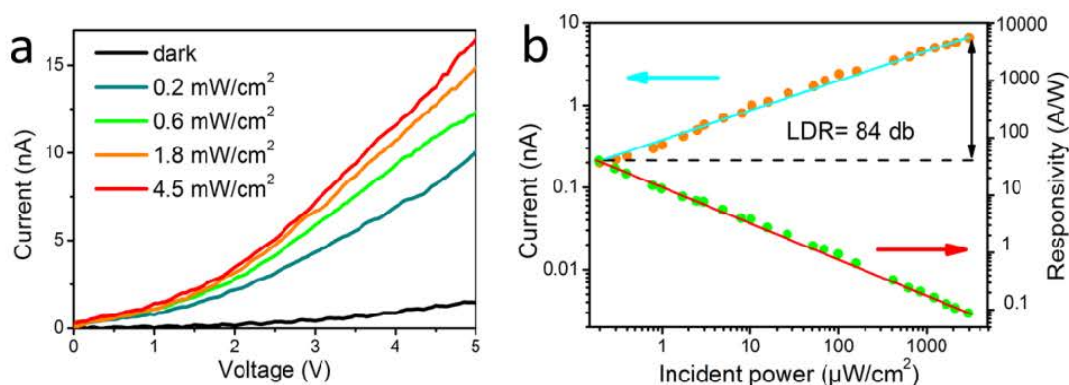 a
dark
0.2 mW/cm²
0.6 mW/cm²
1.8 mW/cm²
4.5 mW/cm²
15
10
5
0
Current (nA)
0 1 2 3 4 5
Voltage (V)
b
10
1
0.1
0.01
Current (nA)
LDR= 84 db
10000
1000
100
10
1
0.1
Responsivity (A/W)
1 10 100 1000
Incident power (μW/cm²)